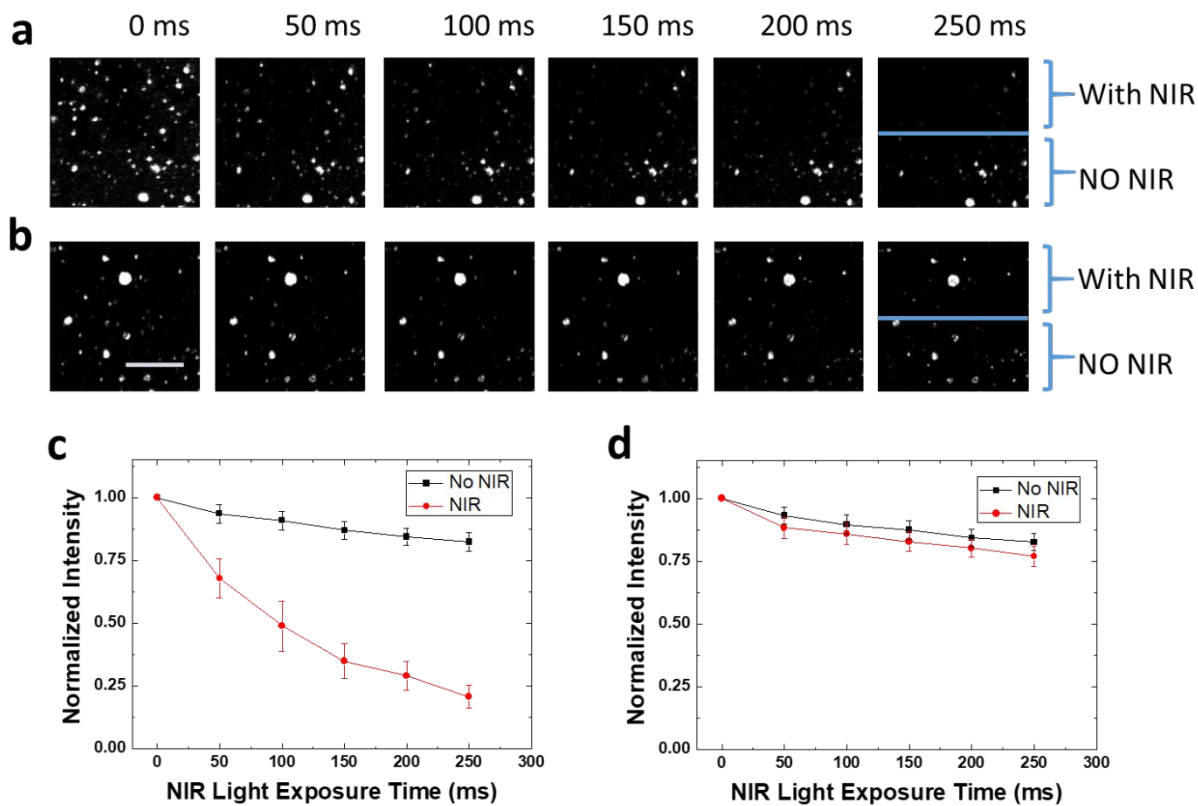 a
0 ms 50 ms 100 ms 150 ms 200 ms 250 ms
With NIR
NO NIR
b
With NIR
NO NIR
c
No NIR
NIR
1.00
0.75
0.50
0.25
0.00
Normalized Intensity
0 50 100 150 200 250 300
NIR Light Exposure Time (ms)
d
No NIR
NIR
1.00
0.75
0.50
0.25
0.00
Normalized Intensity
0 50 100 150 200 250 300
NIR Light Exposure Time (ms)